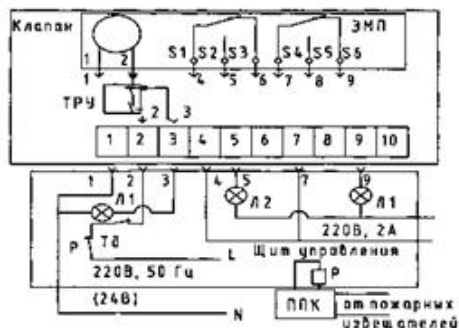 Клапан
ЭМП
1 2
S1 S2 S3 S4 S5 S6
1 4 5 6 7 8 9
ТРУ
2 3
1 2 3 4 5 6 7 8 9 10
1 2 3 4 5 7 9
Л1 Л2 Л1
Р Тд
220В, 2А
Щит управления
L
220В, 50 Гц
Р
(24В)
ППК
от пожарных
N
извещателей